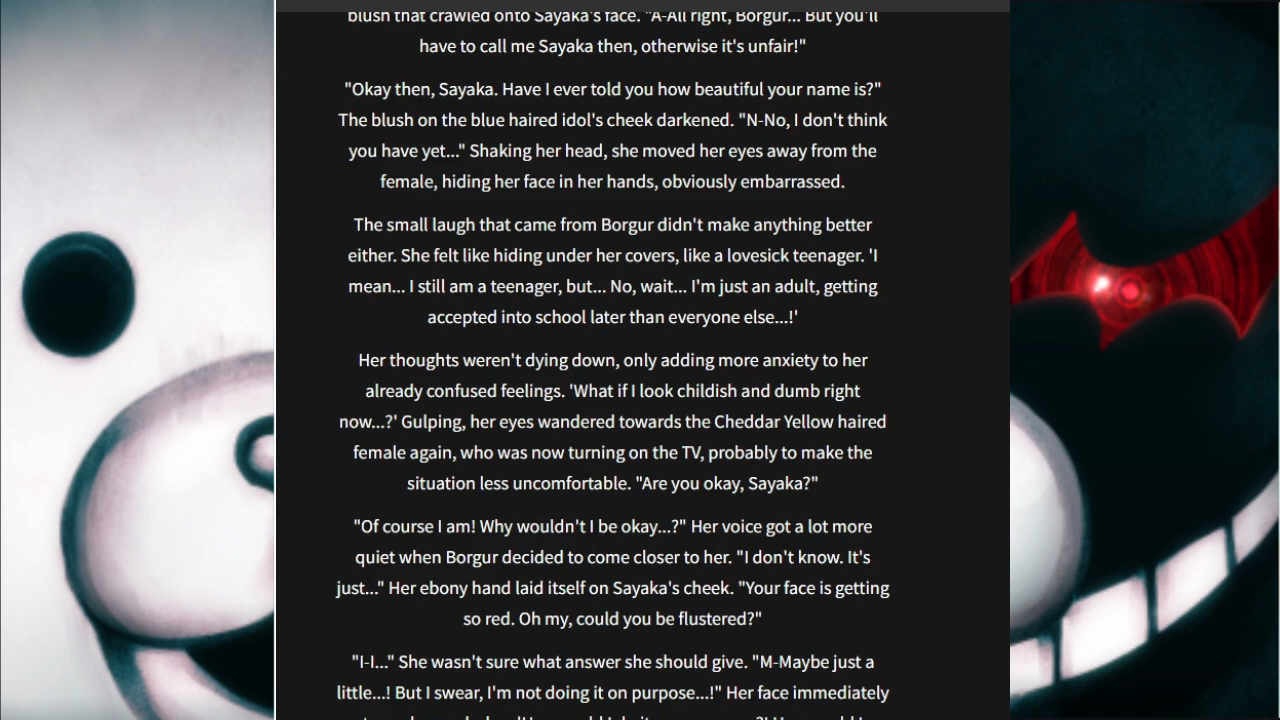 blush that crawled onto Sayaka's face. "A-All right, Borgur... But you'll
have to call me Sayaka then, otherwise it's unfair!"
"Okay then, Sayaka. Have I ever told you how beautiful your name is?"
The blush on the blue haired idol's cheek darkened. "N-No, I don't think
you have yet..." Shaking her head, she moved her eyes away from the
female, hiding her face in her hands, obviously embarrassed.
The small laugh that came from Borgur didn't make anything better
either. She felt like hiding under her covers, like a lovesick teenager. 'I
mean... I still am a teenager, but... No, wait... I'm just an adult, getting
accepted into school later than everyone else...!'
Her thoughts weren't dying down, only adding more anxiety to her
already confused feelings. 'What if I look childish and dumb right
now...?' Gulping, her eyes wandered towards the Cheddar Yellow haired
female again, who was now turning on the TV, probably to make the
situation less uncomfortable. "Are you okay, Sayaka?"
"Of course I am! Why wouldn't I be okay...?" Her voice got a lot more
quiet when Borgur decided to come closer to her. "I don't know. It's
just..." Her ebony hand laid itself on Sayaka's cheek. "Your face is getting
so red. Oh my, could you be flustered?"
"I-I..." She wasn't sure what answer she should give. "M-Maybe just a
little...! But I swear, I'm not doing it on purpose...!" Her face immediately